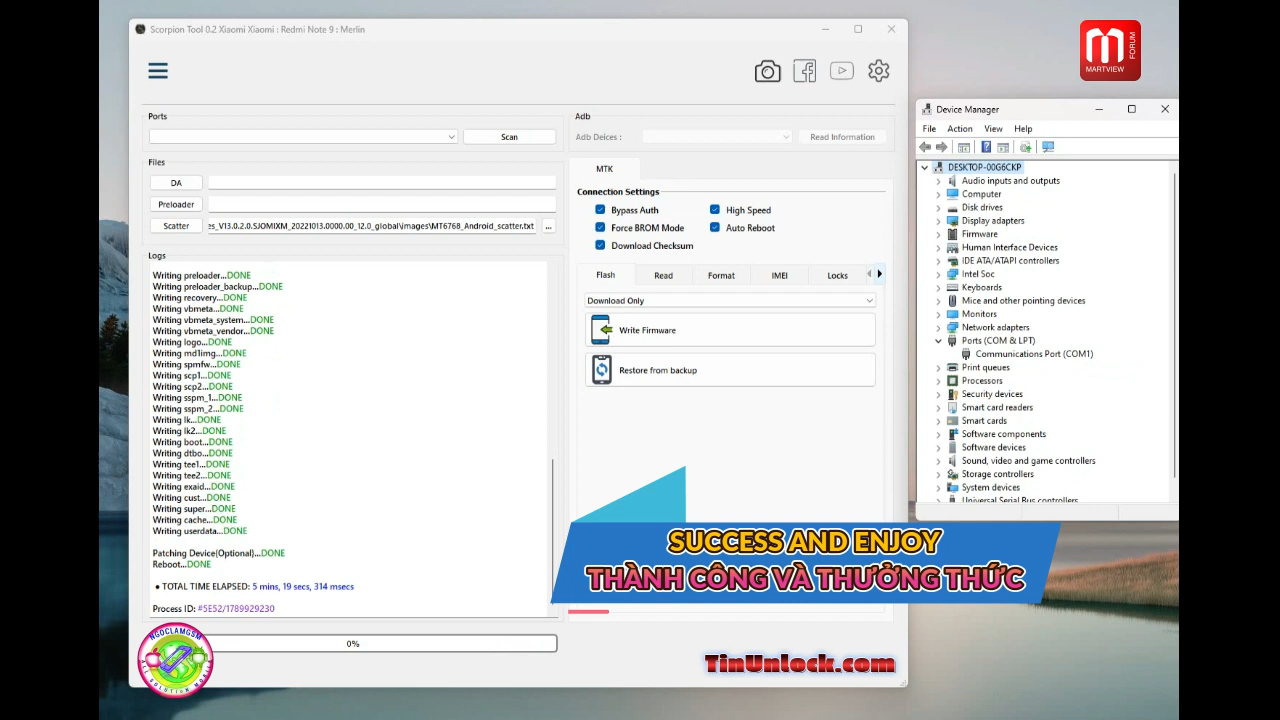 Scorpion Tool 0.2 Xiaomi Xiaomi : Redmi Note 9 : Merlin
MARTVIEW
FORUM
Ports
Scan
Files
DA
Preloader
Scatter
es_V13.0.2.0.SJOMIXM_20221013.0000.00_12.0_global\images\MT6768_Android_scatter.txt
...
Logs
Writing preloader...DONE
Writing preloader_backup...DONE
Writing recovery...DONE
Writing vbmeta...DONE
Writing vbmeta_system...DONE
Writing vbmeta_vendor...DONE
Writing logo...DONE
Writing md1img...DONE
Writing spmfw...DONE
Writing scp1...DONE
Writing scp2...DONE
Writing sspm_1...DONE
Writing sspm_2...DONE
Writing lk...DONE
Writing lk2...DONE
Writing boot...DONE
Writing dtbo...DONE
Writing tee1...DONE
Writing tee2...DONE
Writing exaid...DONE
Writing cust...DONE
Writing super...DONE
Writing cache...DONE
Writing userdata...DONE
Patching Device(Optional)...DONE
Reboot...DONE
• TOTAL TIME ELAPSED: 5 mins, 19 secs, 314 msecs
Process ID: #5E52/1789929230
0%
Adb
Adb Deices :
Read Information
MTK
Connection Settings
Bypass Auth
High Speed
Force BROM Mode
Auto Reboot
Download Checksum
Flash
Read
Format
IMEI
Locks
Download Only
Write Firmware
Restore from backup
Device Manager
File Action View Help
DESKTOP-00G6CKP
Audio inputs and outputs
Computer
Disk drives
Display adapters
Firmware
Human Interface Devices
IDE ATA/ATAPI controllers
Intel Soc
Keyboards
Mice and other pointing devices
Monitors
Network adapters
Ports (COM & LPT)
Communications Port (COM1)
Print queues
Processors
Security devices
Smart card readers
Smart cards
Software components
Software devices
Sound, video and game controllers
Storage controllers
System devices
Universal Serial Bus controllers
SUCCESS AND ENJOY
THÀNH CÔNG VÀ THƯỞNG THỨC
NGOCLAMGSM
ALL SOLUTION MOBILE
TinUnlock.com